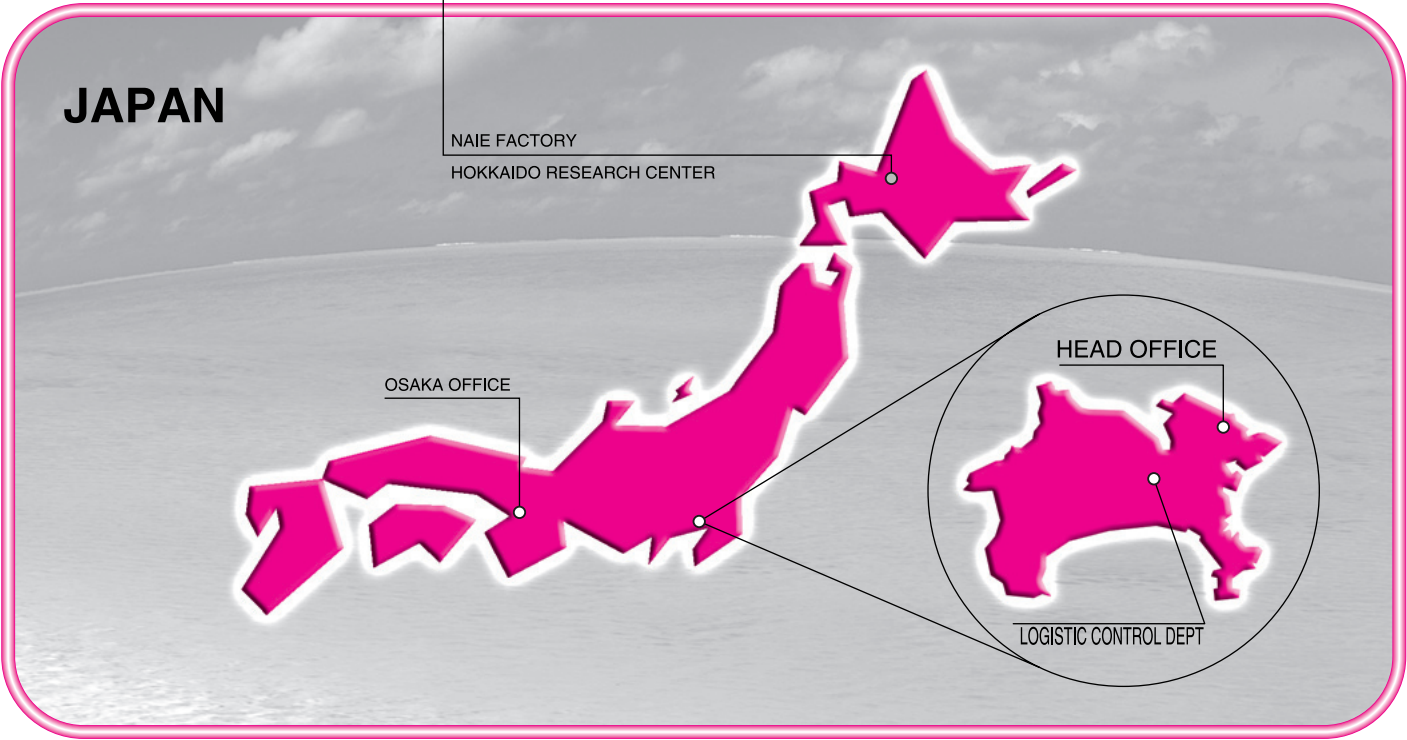 JAPAN
NAIE FACTORY
HOKKAIDO RESEARCH CENTER
HEAD OFFICE
OSAKA OFFICE
LOGISTIC CONTROL DEPT